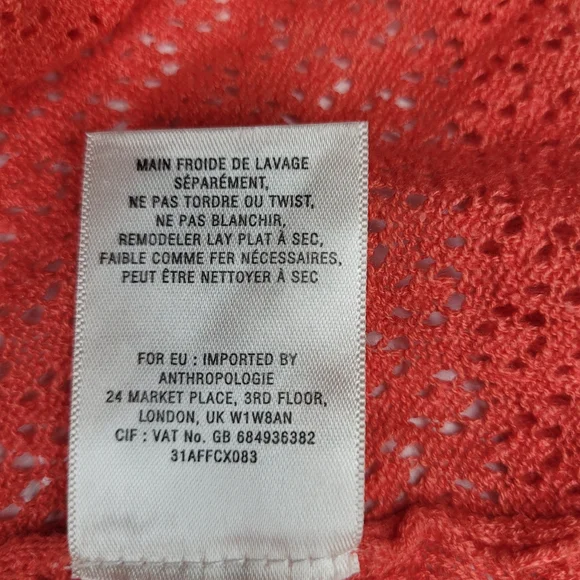 MAIN FROIDE DE LAVAGE
SÉPARÉMENT,
NE PAS TORDRE OU TWIST,
NE PAS BLANCHIR,
REMODELER LAY PLAT À SEC,
FAIBLE COMME FER NÉCESSAIRES,
PEUT ÊTRE NETTOYER À SEC
FOR EU : IMPORTED BY
ANTHROPOLOGIE
24 MARKET PLACE, 3RD FLOOR,
LONDON, UK W1W8AN
CIF : VAT No. GB 684936382
31AFFCX083